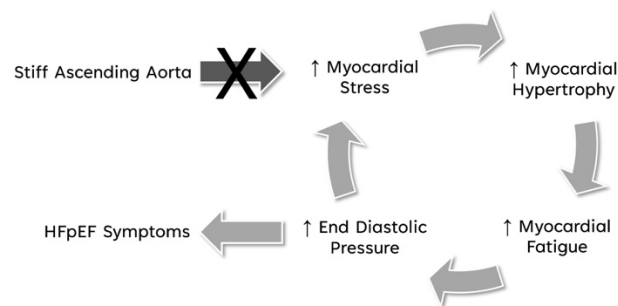 Stiff Ascending Aorta
↑ Myocardial
Stress
↑ Myocardial
Hypertrophy
HFpEF Symptoms
↑ End Diastolic
Pressure
↑ Myocardial
Fatigue